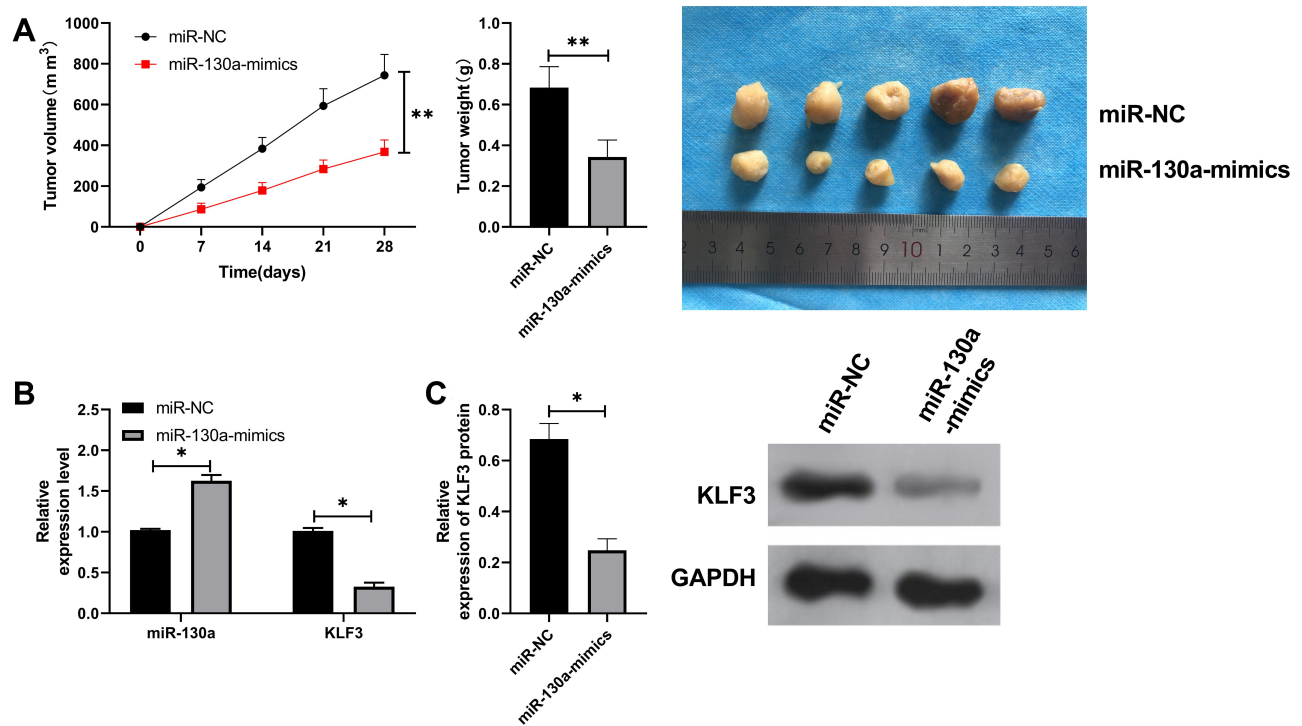 A
Tumor volume(m m³)
1000
800
600
400
200
0
miR-NC
miR-130a-mimics
**
0 7 14 21 28
Time(days)
Tumor weight(g)
1.0
0.8
0.6
0.4
0.2
0.0
**
miR-NC
miR-130a-mimics
miR-NC
miR-130a-mimics
mm
2 3 4 5 6 7 8 9 10 1 2 3 4 5 6
B
Relative
expression level
2.5
2.0
1.5
1.0
0.5
0.0
miR-NC
miR-130a-mimics
*
*
miR-130a KLF3
C
Relative
expression of KLF3 protein
0.8
0.6
0.4
0.2
0.0
*
miR-NC
miR-130a-mimics
miR-NC
miR-130a
-mimics
KLF3
GAPDH